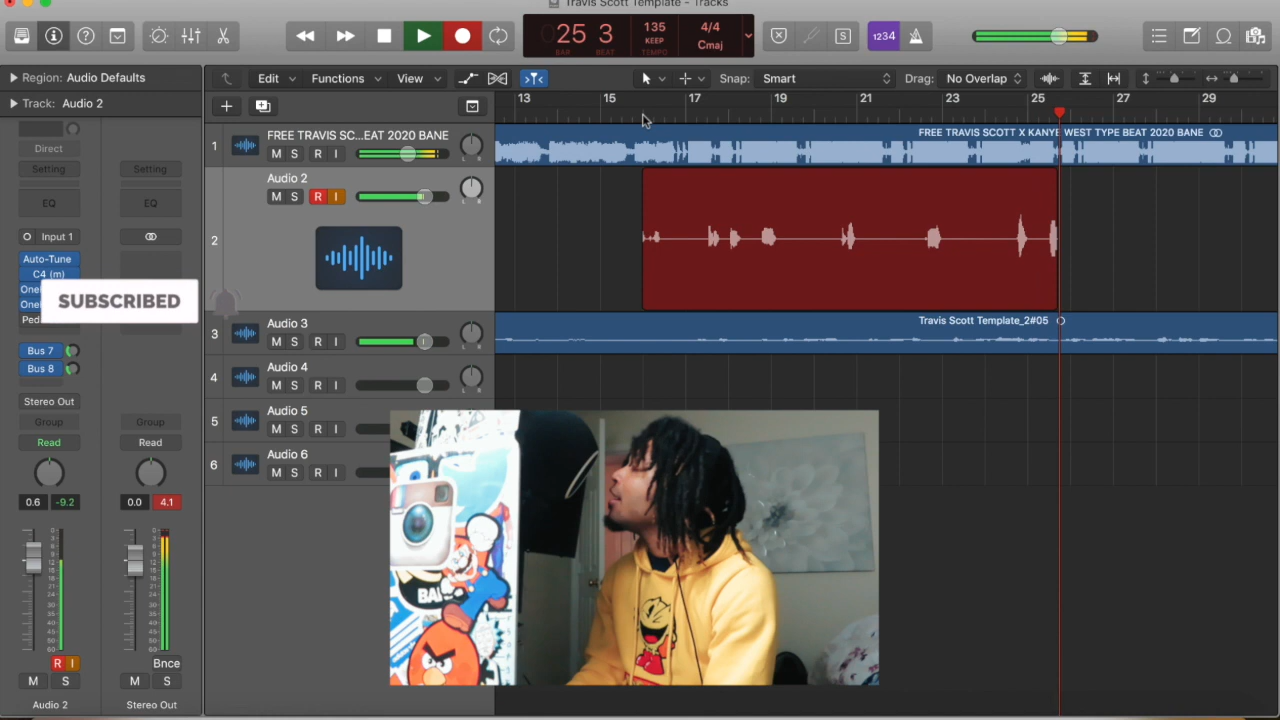 Travis Scott Template - Tracks
25 3
BAR BEAT
135
KEEP
TEMPO
4/4
Cmaj
S
1234
Region: Audio Defaults
Edit
Functions
View
Snap: Smart
Drag: No Overlap
Track: Audio 2
13 15 17 19 21 23 25 27 29
Direct
Setting
Setting
EQ
EQ
Input 1
Auto-Tune
C4 (m)
SUBSCRIBED
Bus 7
Bus 8
Stereo Out
Group
Group
Read
Read
0.6 -9.2
0.0 4.1
R I
Bnce
M S
M S
Audio 2
Stereo Out
1
FREE TRAVIS SC...EAT 2020 BANE
M S R I
L R
FREE TRAVIS SCOTT X KANYE WEST TYPE BEAT 2020 BANE
2
Audio 2
M S R I
L R
3
Audio 3
M S R I
L R
Travis Scott Template_2#05
4
Audio 4
M S R I
L R
5
Audio 5
M S R I
6
Audio 6
M S R I